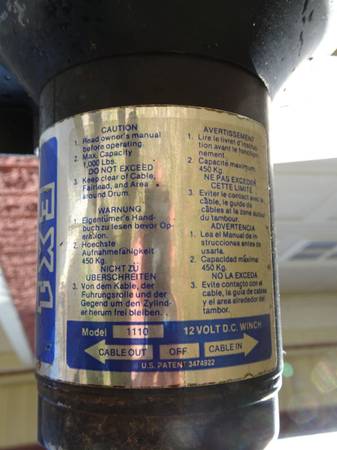 CAUTION
1. Read owner's manual
before operating.
2. Max. Capacity
1,000 Lbs.
DO NOT EXCEED
3. Keep clear of Cable,
Fairlead, and Area
around Drum.
WARNUNG
1. Eigentümer's Hand-
buch zu lesen bevor Op-
eration.
2. Hoechste
Aufnahmefahigkeit
450 Kg.
NICHT ZU
ÜBERSCHREITEN
3. Von dem Kable, der
Führungsrolle und der
Gegend um den Zylind-
er herum frei bleiben.
AVERTISSEMENT
1. Lire le livret d'instruc-
tion avant le fonction-
nement
2. Capacité maximum
450 KG.
NE PAS EXCEDER
CETTE LIMITE
3. Eviter le contact avec le
câble, le guide de
câbles et la zone autour
du tambour.
ADVERTENCIA
1. Lea el Manual de in-
strucciones antes de
usarla.
2. Capacidad máxima
450 Kg.
NO LA EXCEDA
3. Evite contacto con el
cable, la guia de cables
y el area alrededor del
tambor.
EX1
Model 1110 12 VOLT D.C. WINCH
CABLE OUT OFF CABLE IN
U.S. PATENT 3474922